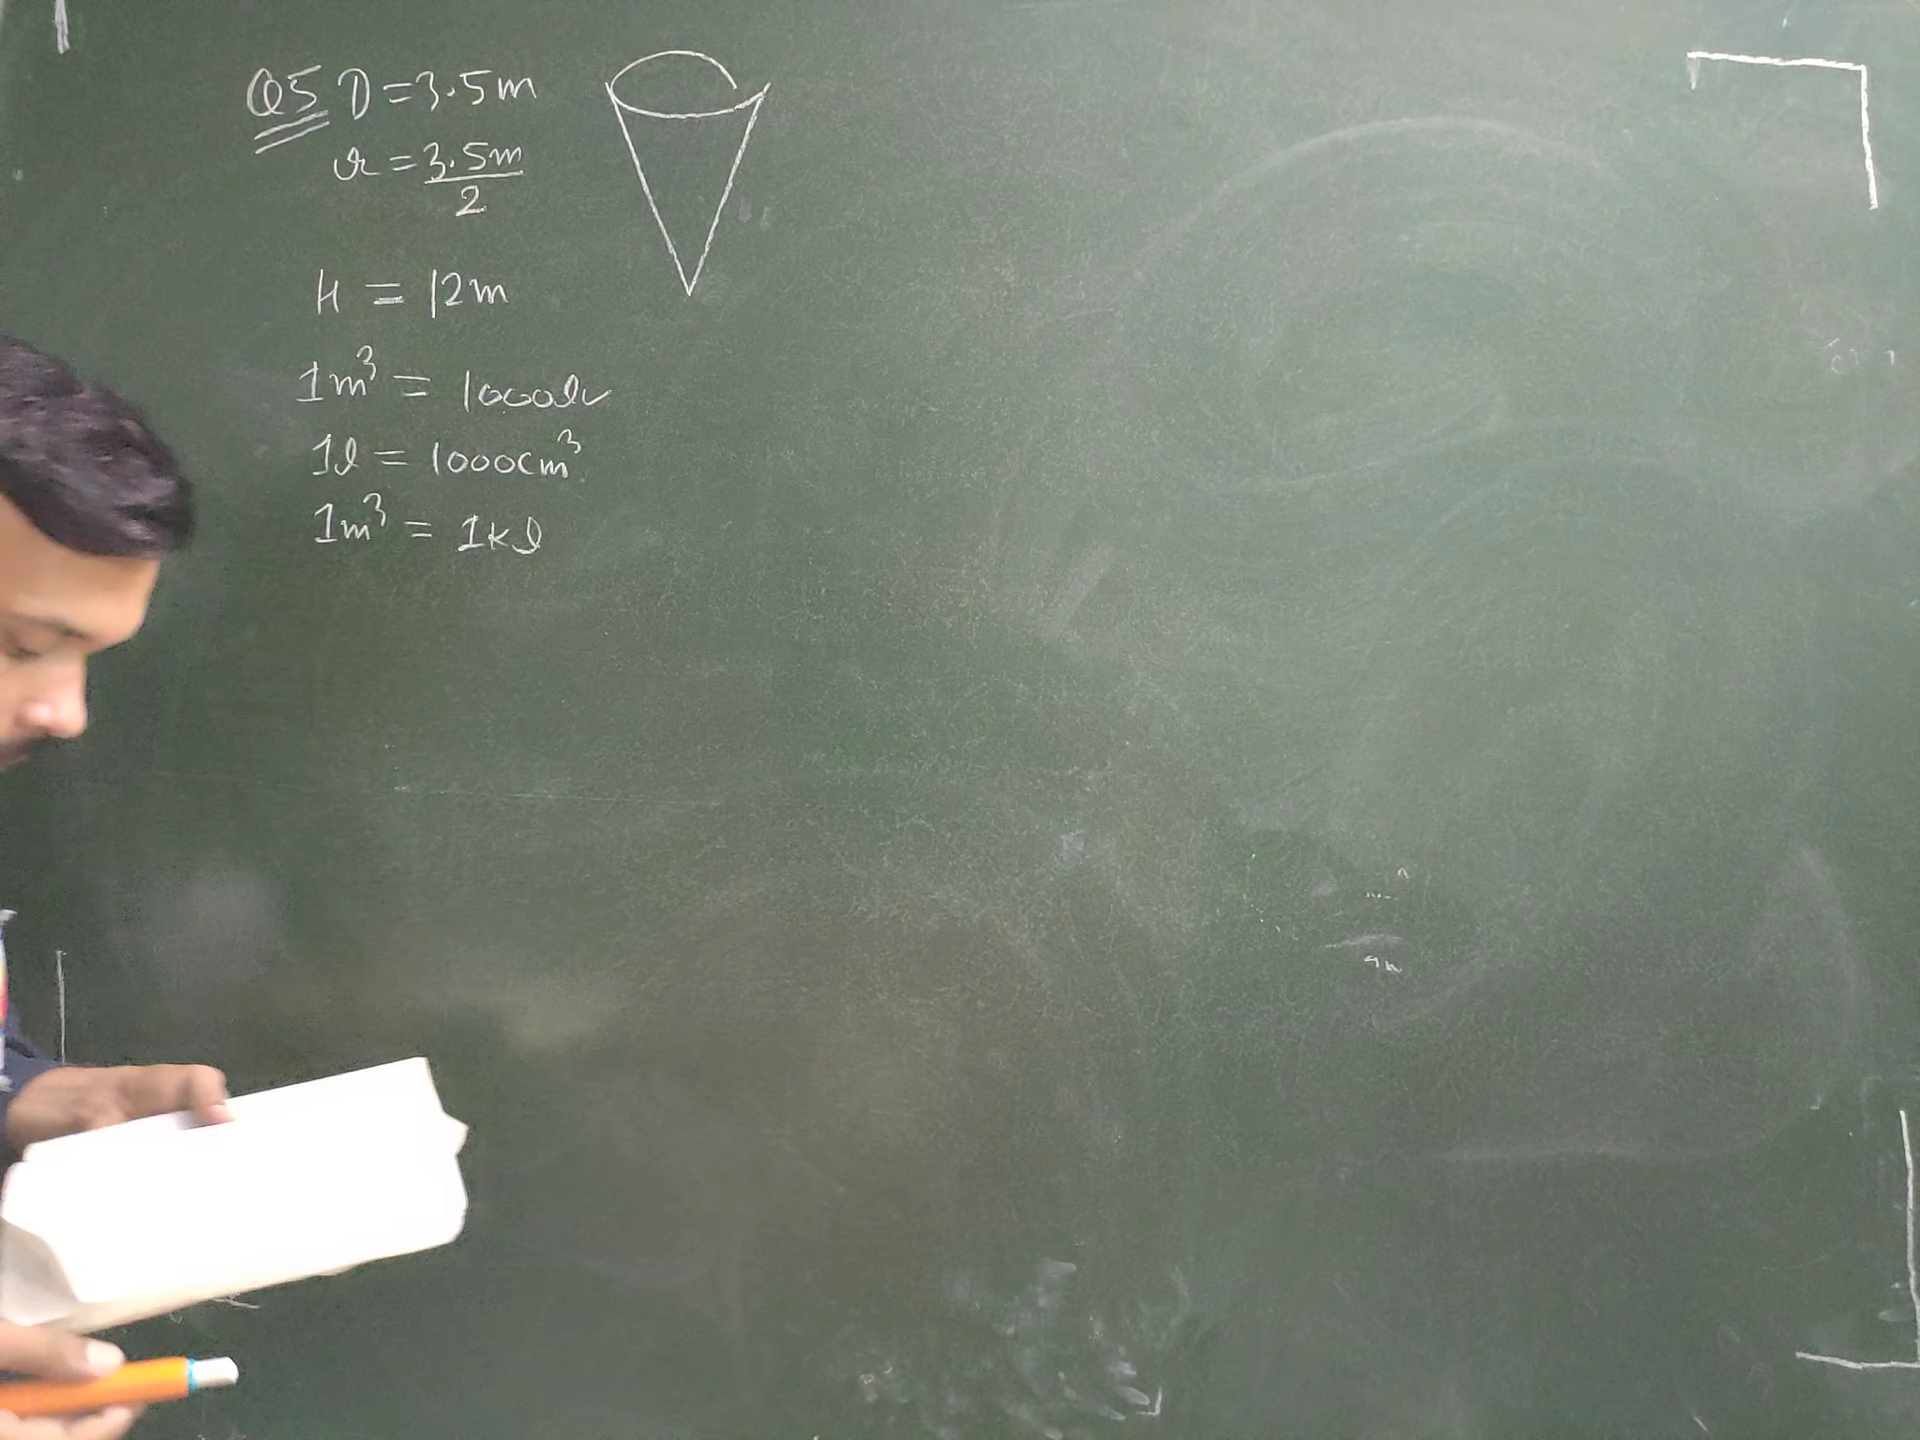 Q5 D = 3.5m
r = 3.5m/2
H = 12m
1m³ = 1000l
1l = 1000cm³
1m³ = 1kl